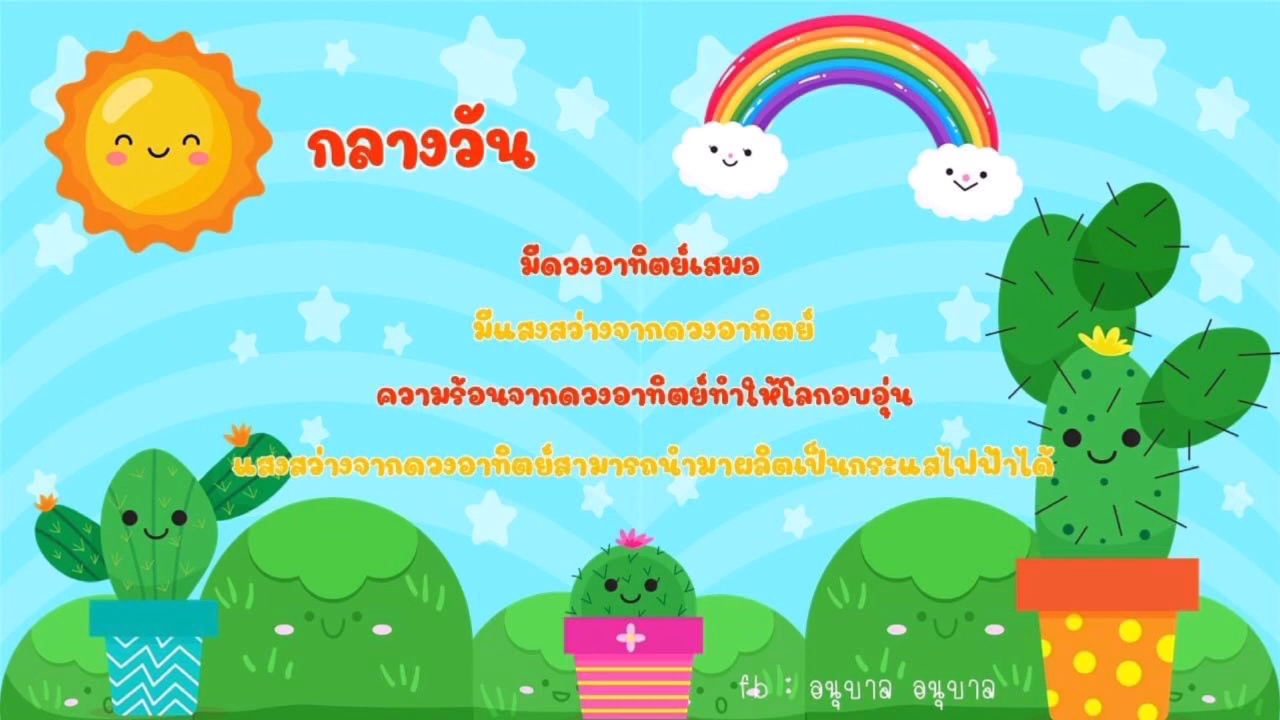 กลางวัน
มีดวงอาทิตย์เสมอ
มีแสงสว่างจากดวงอาทิตย์
ความร้อนจากดวงอาทิตย์ทำให้โลกอบอุ่น
แสงสว่างจากดวงอาทิตย์สามารถนำมาผลิตเป็นกระแสไฟฟ้าได้
fb : อนุบาล อนุบาล